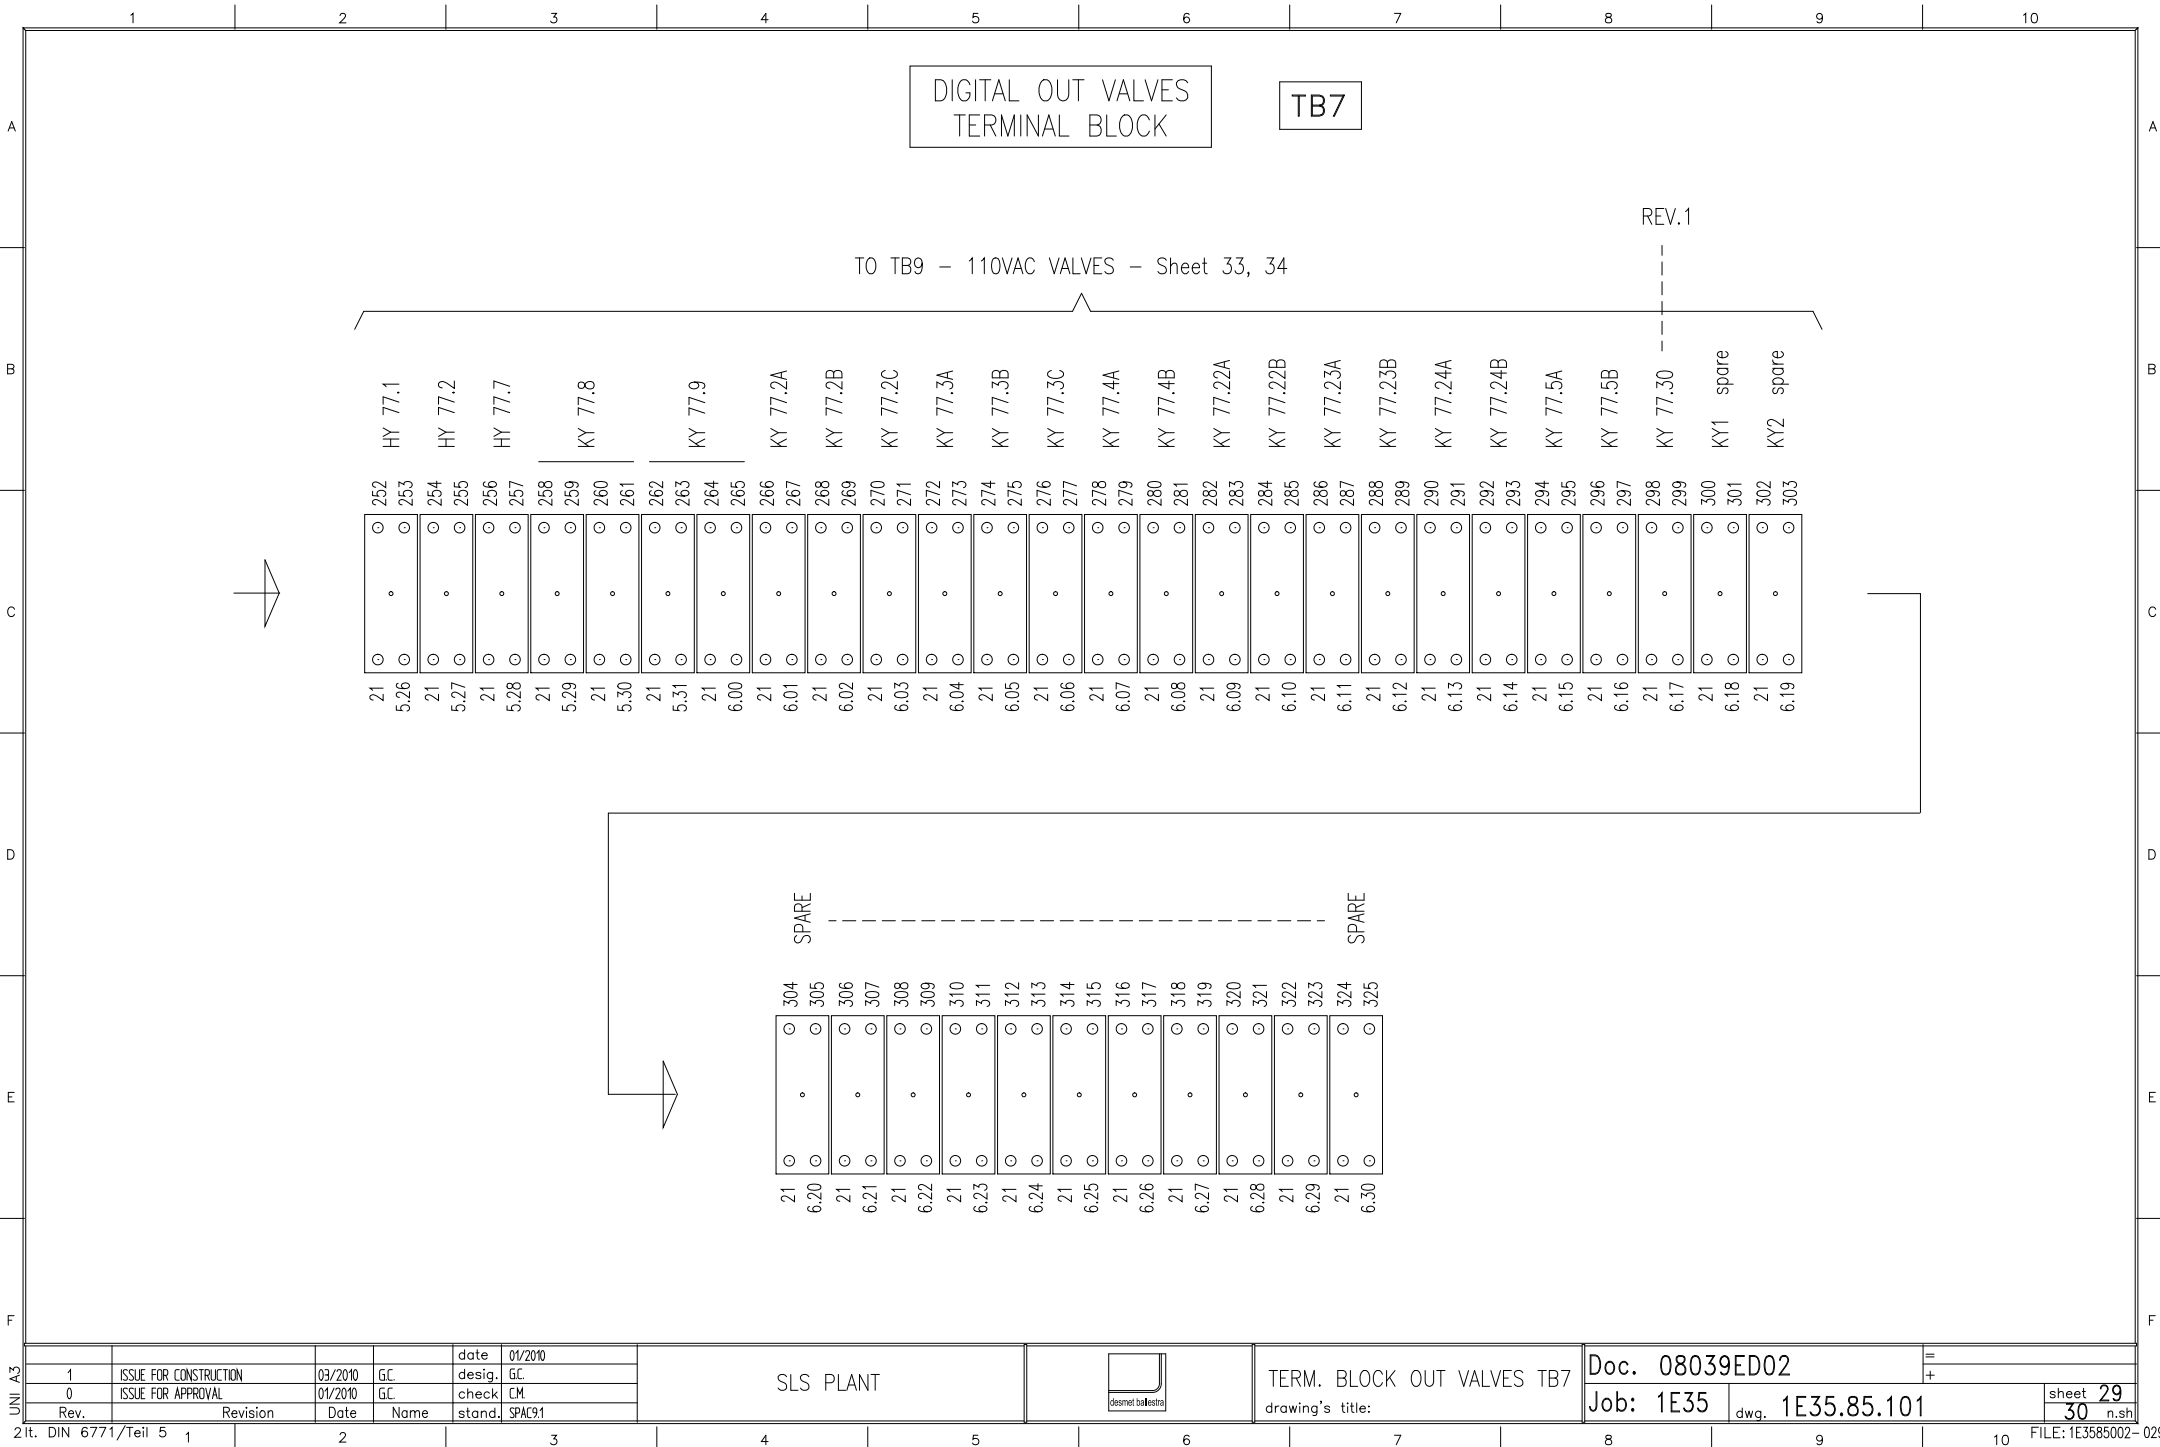 1 2 3 4 5 6 7 8 9 10
DIGITAL OUT VALVES
TERMINAL BLOCK
TB7
A A
REV.1
TO TB9 – 110VAC VALVES – Sheet 33, 34
B B
HY 77.1 HY 77.2 HY 77.7 KY 77.8 KY 77.9 KY 77.2A KY 77.2B KY 77.2C KY 77.3A KY 77.3B KY 77.3C KY 77.4A KY 77.4B KY 77.22A KY 77.22B KY 77.23A KY 77.23B KY 77.24A KY 77.24B KY 77.5A KY 77.5B KY 77.30 KY1 spare KY2 spare
252 253 254 255 256 257 258 259 260 261 262 263 264 265 266 267 268 269 270 271 272 273 274 275 276 277 278 279 280 281 282 283 284 285 286 287 288 289 290 291 292 293 294 295 296 297 298 299 300 301 302 303
C C
21 5.26 21 5.27 21 5.28 21 5.29 21 5.30 21 5.31 21 6.00 21 6.01 21 6.02 21 6.03 21 6.04 21 6.05 21 6.06 21 6.07 21 6.08 21 6.09 21 6.10 21 6.11 21 6.12 21 6.13 21 6.14 21 6.15 21 6.16 21 6.17 21 6.18 21 6.19
D D
SPARE SPARE
304 305 306 307 308 309 310 311 312 313 314 315 316 317 318 319 320 321 322 323 324 325
E E
21 6.20 21 6.21 21 6.22 21 6.23 21 6.24 21 6.25 21 6.26 21 6.27 21 6.28 21 6.29 21 6.30
F F
date 01/2010
1 ISSUE FOR CONSTRUCTION 03/2010 G.C. desig. G.C.
0 ISSUE FOR APPROVAL 01/2010 G.C. check C.M.
Rev. Revision Date Name stand. SPAC9.1
SLS PLANT
desmet ballestra
TERM. BLOCK OUT VALVES TB7
drawing's title:
Doc. 08039ED02
=
+
Job: 1E35
dwg. 1E35.85.101
sheet 29
30 n.sh
UNI A3
2lt. DIN 6771/Teil 5
1 2 3 4 5 6 7 8 9 10
FILE:1E3585002-029